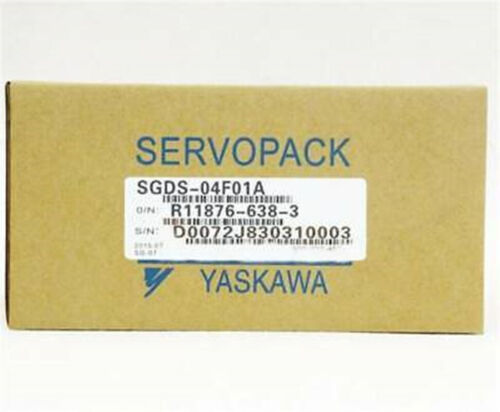 SERVOPACK
SGDS-04F01A
O/N: R11876-638-3
S/N: D0072J830310003
YASKAWA